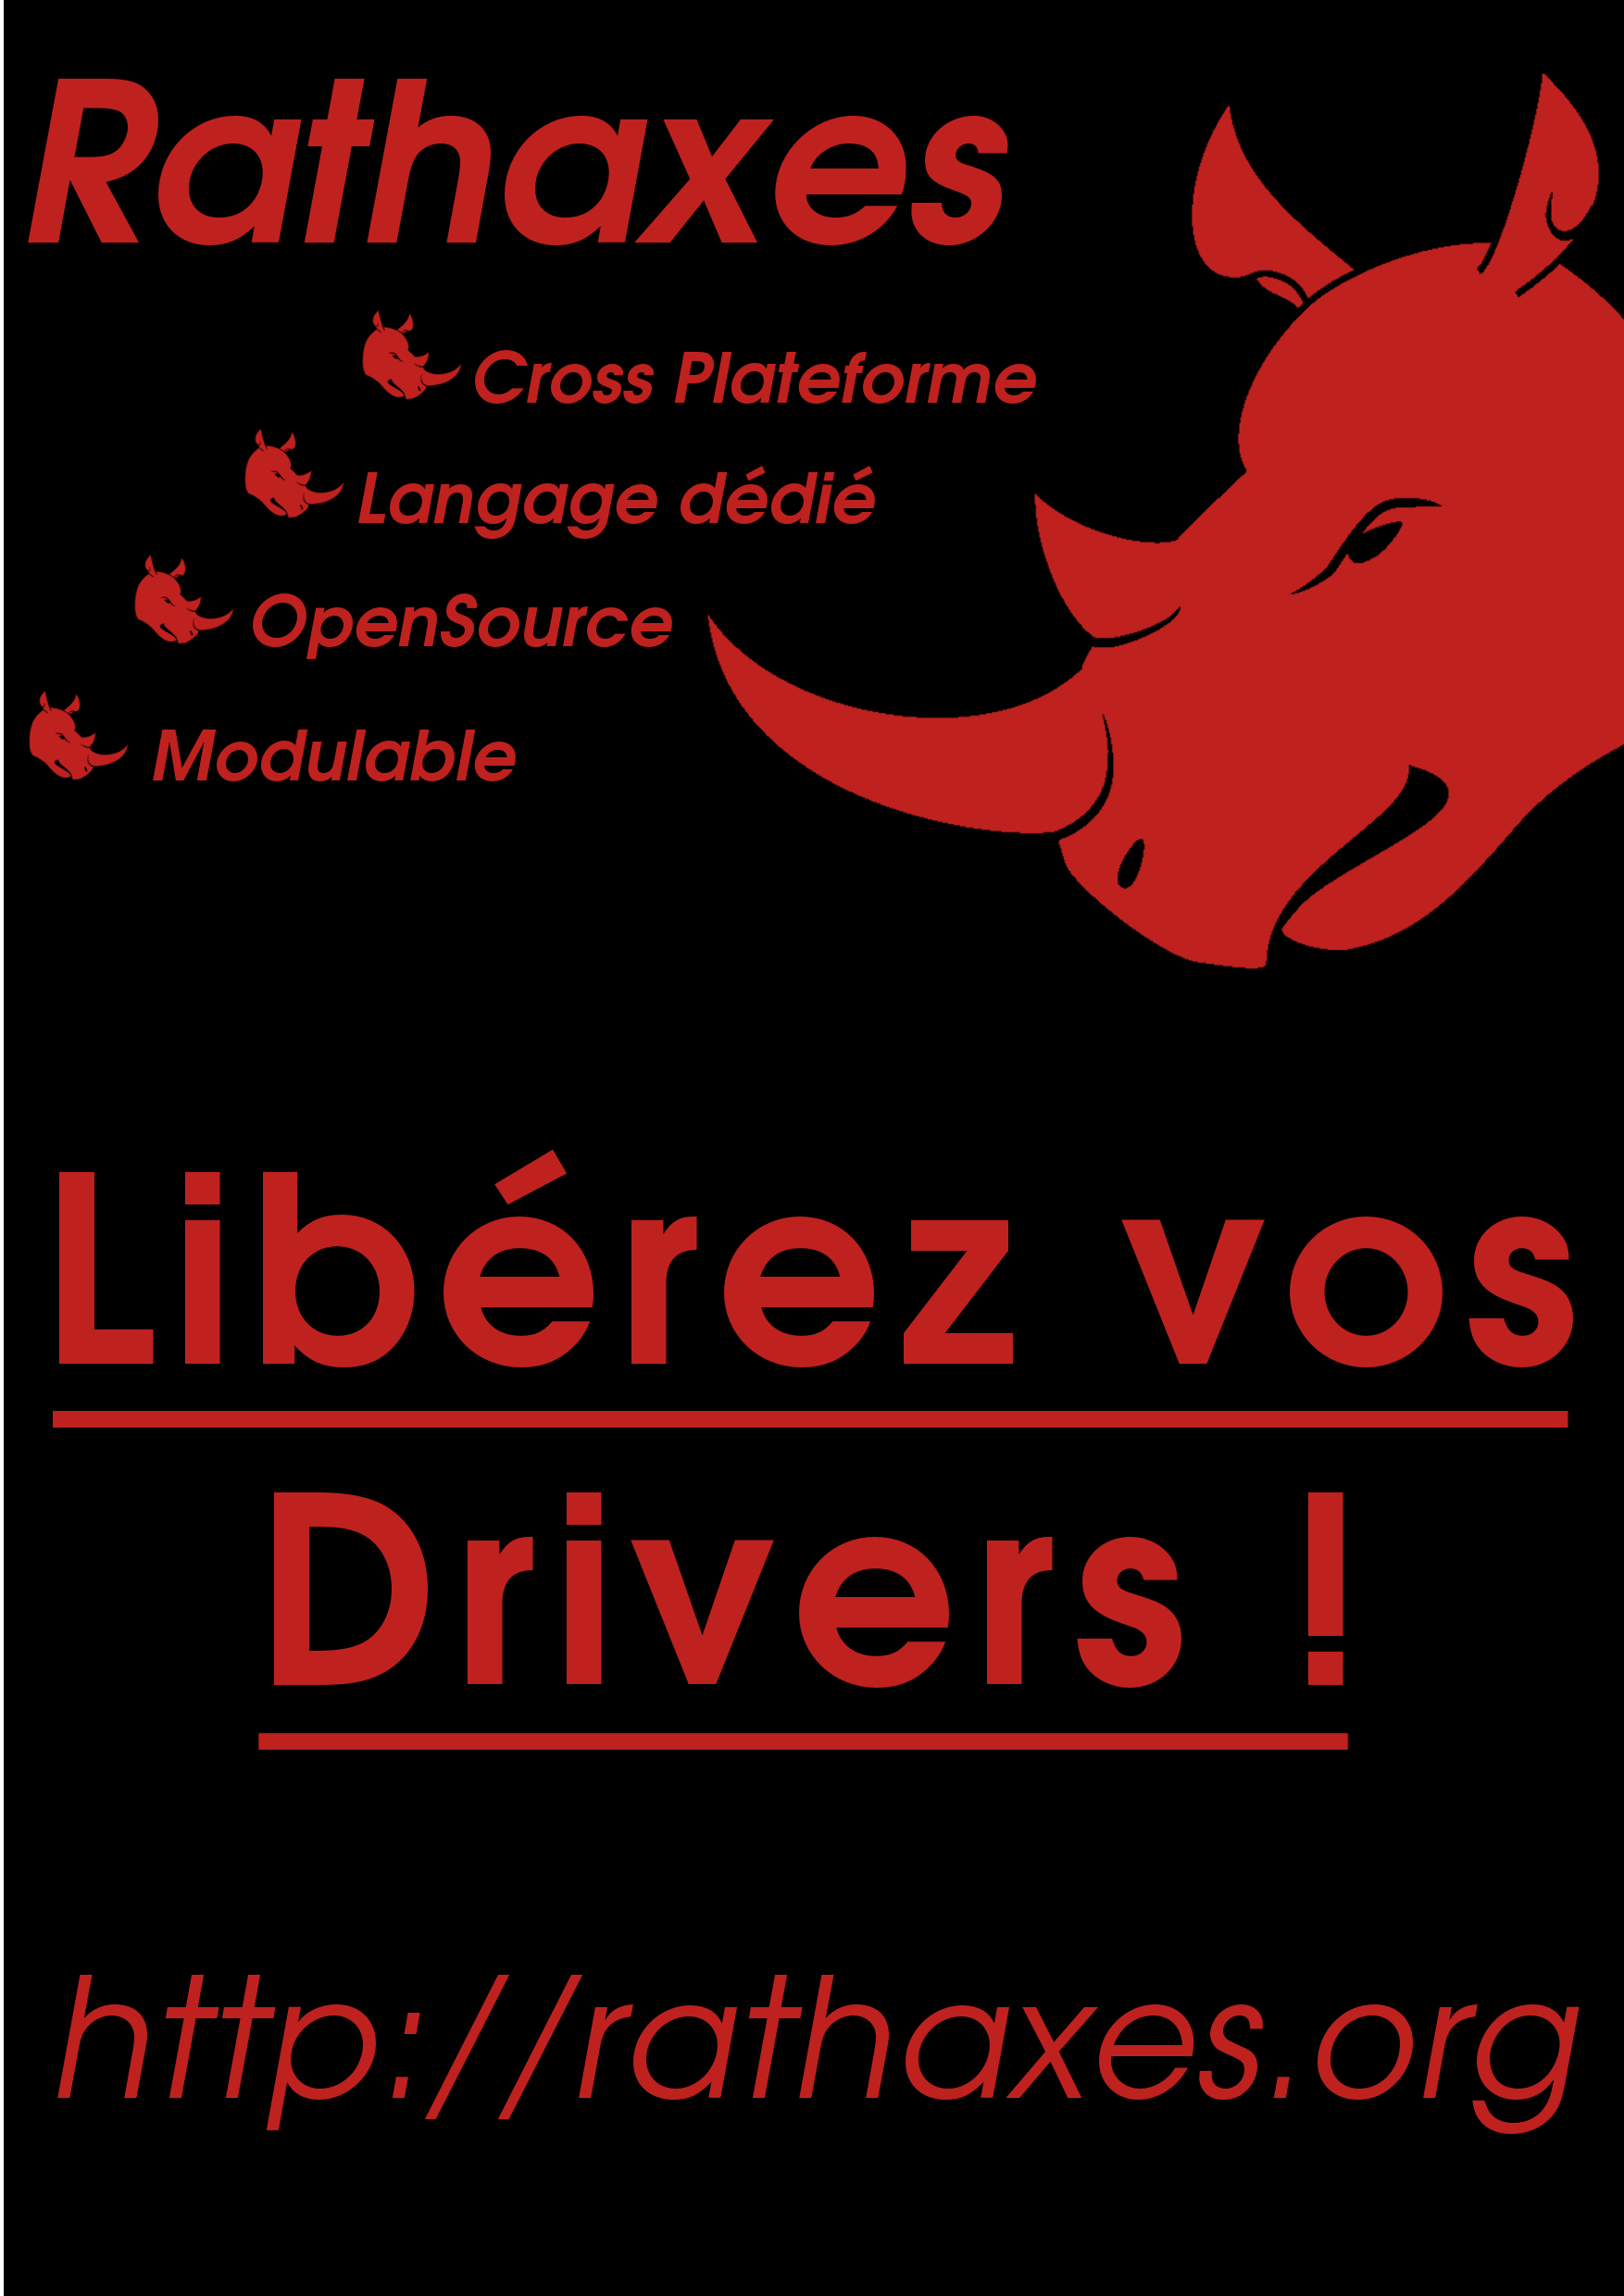 Rathaxes
Cross Plateforme
Langage dédié
OpenSource
Modulable
Libérez vos
Drivers !
http://rathaxes.org